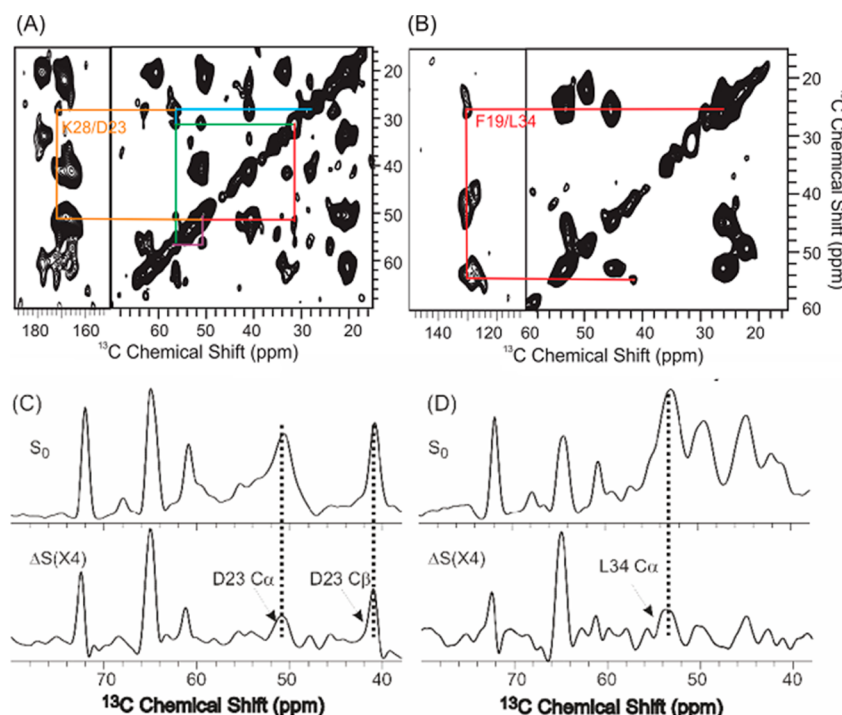 (A)
K28/D23
20
30
40
50
60
180 160 60 50 40 30 20
¹³C Chemical Shift (ppm)
(B)
F19/L34
20
30
40
50
60
¹³C Chemical Shift (ppm)
140 120 60 50 40 30 20
¹³C Chemical Shift (ppm)
(C)
S₀
ΔS(X4)
D23 Cα
D23 Cβ
70 60 50 40
¹³C Chemical Shift (ppm)
(D)
S₀
ΔS(X4)
L34 Cα
70 60 50 40
¹³C Chemical Shift (ppm)